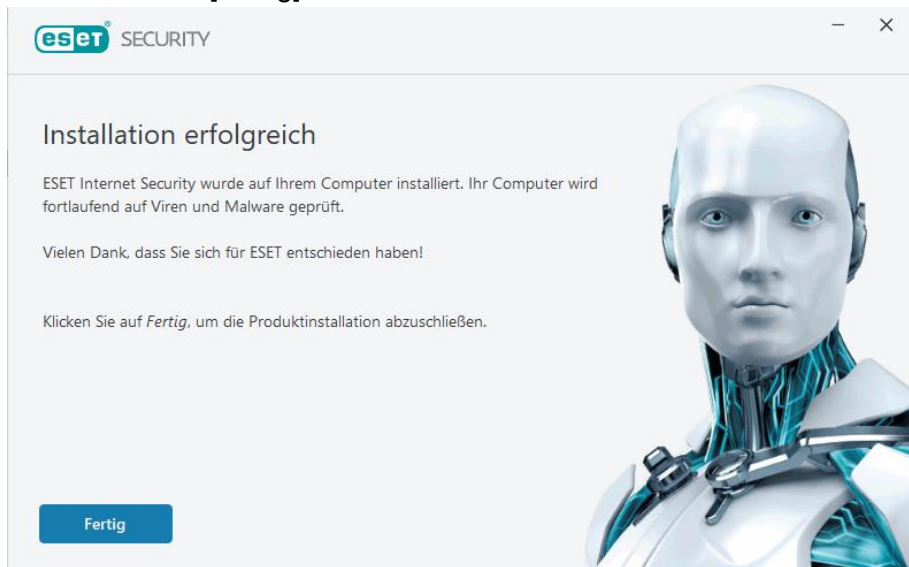 eset® SECURITY
Installation erfolgreich
ESET Internet Security wurde auf Ihrem Computer installiert. Ihr Computer wird
fortlaufend auf Viren und Malware geprüft.
Vielen Dank, dass Sie sich für ESET entschieden haben!
Klicken Sie auf Fertig, um die Produktinstallation abzuschließen.
Fertig